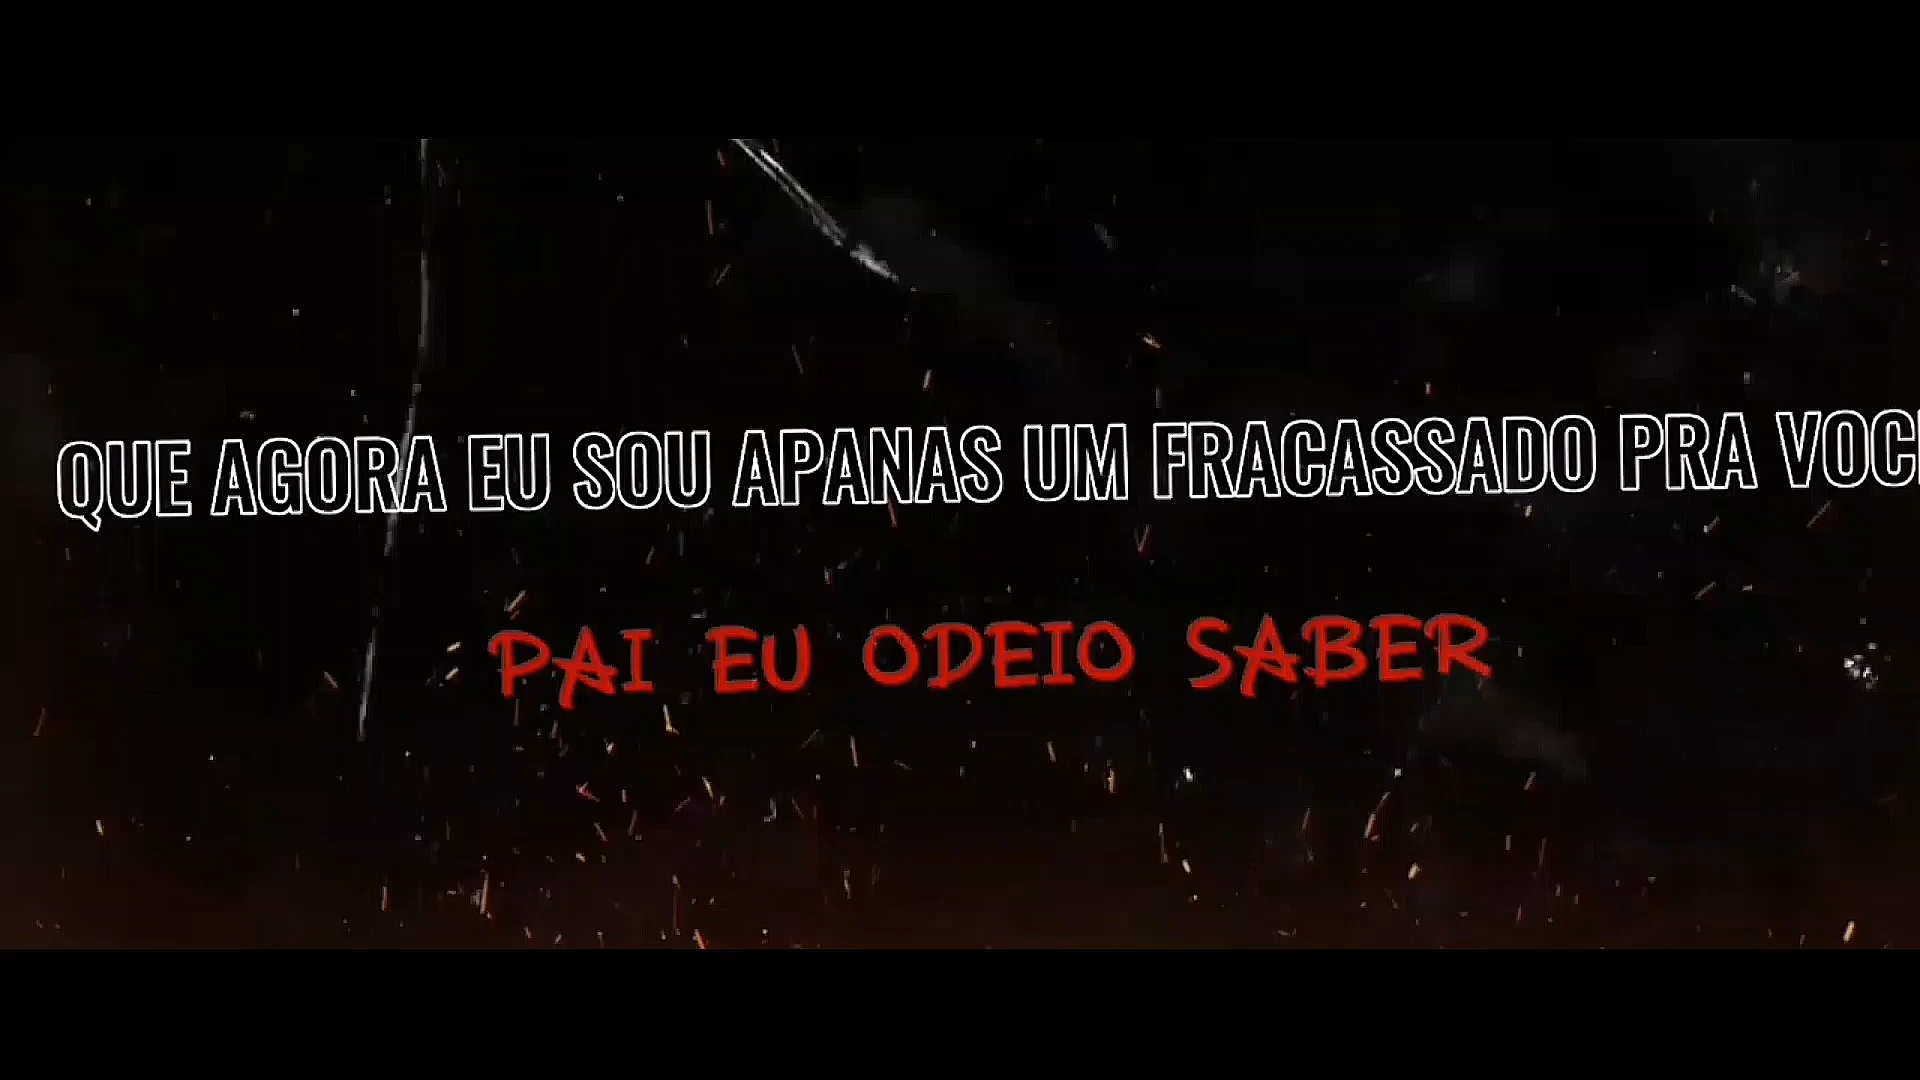 QUE AGORA EU SOU APANAS UM FRACASSADO PRA VOC
PAI EU ODEIO SABER